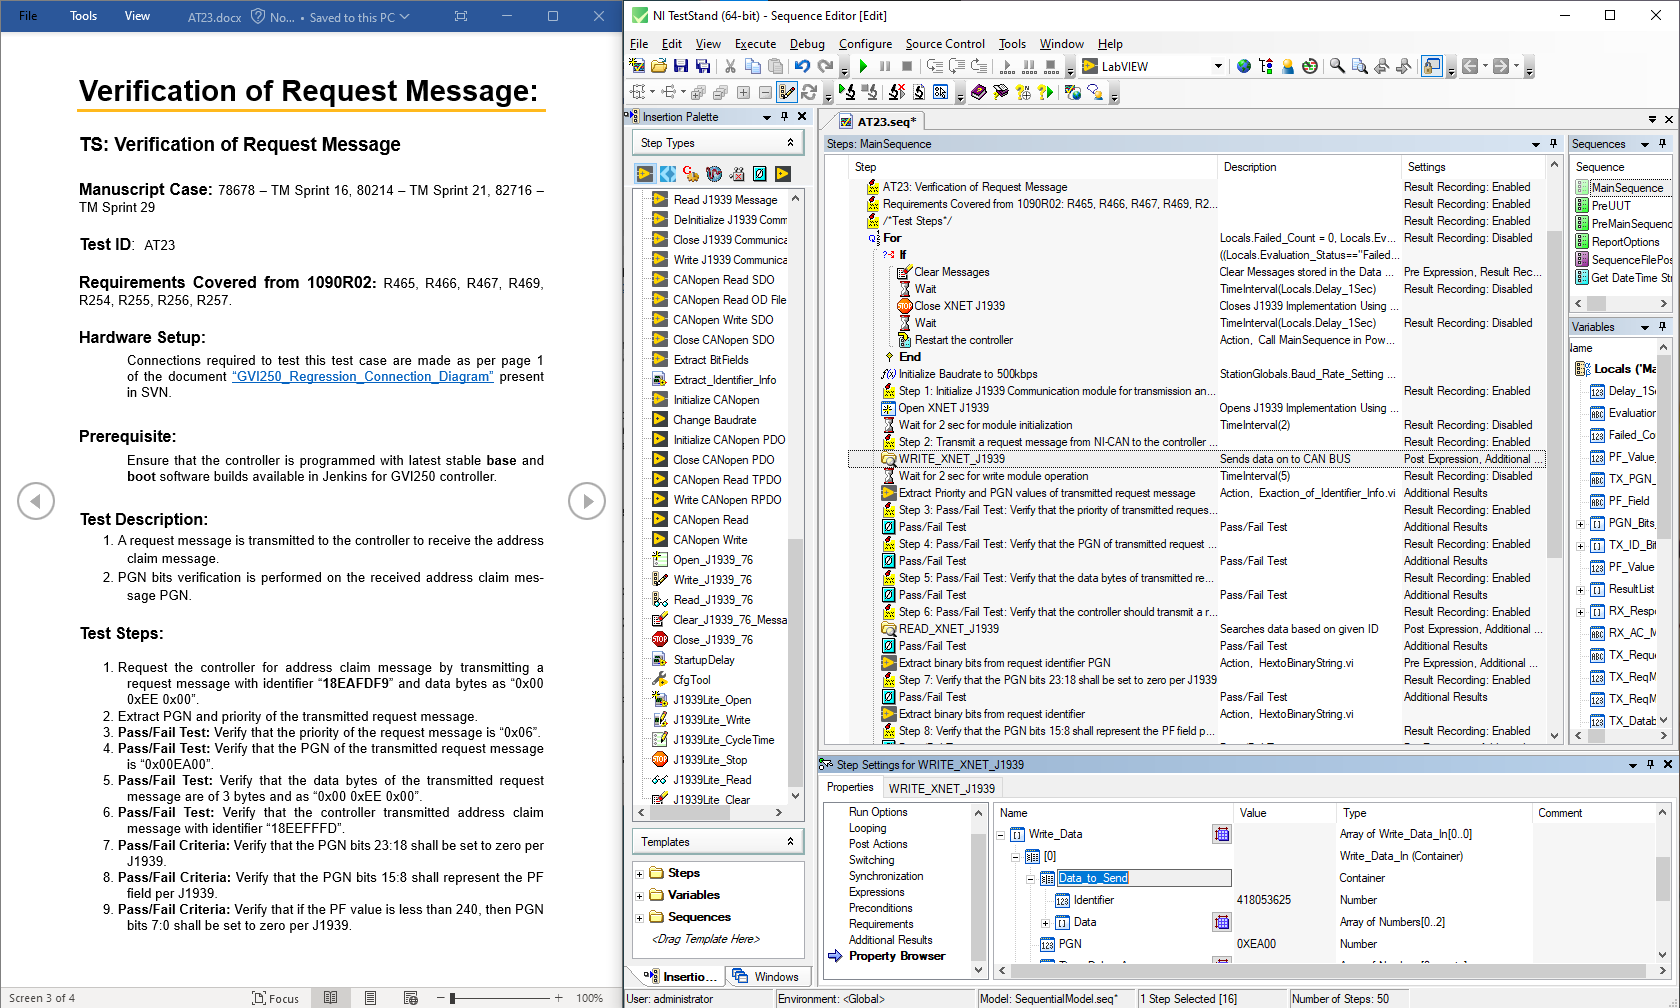 File
Tools
View
AT23.docx
No... • Saved to this PC
Verification of Request Message:
TS: Verification of Request Message
Manuscript Case: 78678 – TM Sprint 16, 80214 – TM Sprint 21, 82716 –
TM Sprint 29
Test ID: AT23
Requirements Covered from 1090R02: R465, R466, R467, R469,
R254, R255, R256, R257.
Hardware Setup:
Connections required to test this test case are made as per page 1
of the document “GVI250_Regression_Connection_Diagram” present
in SVN.
Prerequisite:
Ensure that the controller is programmed with latest stable base and
boot software builds available in Jenkins for GVI250 controller.
Test Description:
1. A request message is transmitted to the controller to receive the address
claim message.
2. PGN bits verification is performed on the received address claim mes-
sage PGN.
Test Steps:
1. Request the controller for address claim message by transmitting a
request message with identifier “18EAFDF9” and data bytes as “0x00
0xEE 0x00”.
2. Extract PGN and priority of the transmitted request message.
3. Pass/Fail Test: Verify that the priority of the request message is “0x06”.
4. Pass/Fail Test: Verify that the PGN of the transmitted request message
is “0x00EA00”.
5. Pass/Fail Test: Verify that the data bytes of the transmitted request
message are of 3 bytes and as “0x00 0xEE 0x00”.
6. Pass/Fail Test: Verify that the controller transmitted address claim
message with identifier “18EEFFFD”.
7. Pass/Fail Criteria: Verify that the PGN bits 23:18 shall be set to zero per
J1939.
8. Pass/Fail Criteria: Verify that the PGN bits 15:8 shall represent the PF
field per J1939.
9. Pass/Fail Criteria: Verify that if the PF value is less than 240, then PGN
bits 7:0 shall be set to zero per J1939.
Screen 3 of 4
Focus
100%
NI TestStand (64-bit) - Sequence Editor [Edit]
File Edit View Execute Debug Configure Source Control Tools Window Help
LabVIEW
Insertion Palette
Step Types
Read J1939 Message
DeInitialize J1939 Comm
Close J1939 Communica
Write J1939 Communica
CANopen Read SDO
CANopen Read OD File
CANopen Write SDO
Close CANopen SDO
Extract BitFields
Extract_Identifier_Info
Initialize CANopen
Change Baudrate
Initialize CANopen PDO
Close CANopen PDO
CANopen Read TPDO
Write CANopen RPDO
CANopen Read
CANopen Write
Open_J1939_76
Write_J1939_76
Read_J1939_76
Clear_J1939_76_Messa
Close_J1939_76
StartupDelay
CfgTool
J1939Lite_Open
J1939Lite_Write
J1939Lite_CycleTime
J1939Lite_Stop
J1939Lite_Read
J1939Lite_Clear
Templates
Steps
Variables
Sequences
<Drag Template Here>
Insertio...
Windows
AT23.seq*
Steps: MainSequence
Step Description Settings
AT23: Verification of Request Message Result Recording: Enabled
Requirements Covered from 1090R02: R465, R466, R467, R469, R2... Result Recording: Enabled
/*Test Steps*/ Result Recording: Enabled
For Locals.Failed_Count = 0, Locals.Ev... Result Recording: Disabled
If ((Locals.Evaluation_Status=="Failed...
Clear Messages Clear Messages stored in the Data ... Pre Expression, Result Rec...
Wait TimeInterval(Locals.Delay_1Sec) Result Recording: Disabled
STOP Close XNET J1939 Closes J1939 Implementation Using ...
Wait TimeInterval(Locals.Delay_1Sec) Result Recording: Disabled
Restart the controller Action, Call MainSequence in Pow...
End
f(x) Initialize Baudrate to 500kbps StationGlobals.Baud_Rate_Setting ...
Step 1: Initialize J1939 Communication module for transmission an... Result Recording: Enabled
Open XNET J1939 Opens J1939 Implementation Using ...
Wait for 2 sec for module initialization TimeInterval(2) Result Recording: Disabled
Step 2: Transmit a request message from NI-CAN to the controller ... Result Recording: Enabled
WRITE_XNET_J1939 Sends data on to CAN BUS Post Expression, Additional ...
Wait for 2 sec for write module operation TimeInterval(5) Result Recording: Disabled
Extract Priority and PGN values of transmitted request message Action, Exaction_of_Identifier_Info.vi Additional Results
Step 3: Pass/Fail Test: Verify that the priority of transmitted reques... Result Recording: Enabled
Pass/Fail Test Pass/Fail Test Additional Results
Step 4: Pass/Fail Test: Verify that the PGN of transmitted request ... Result Recording: Enabled
Pass/Fail Test Pass/Fail Test Additional Results
Step 5: Pass/Fail Test: Verify that the data bytes of transmitted re... Result Recording: Enabled
Pass/Fail Test Pass/Fail Test Additional Results
Step 6: Pass/Fail Test: Verify that the controller should transmit a r... Result Recording: Enabled
READ_XNET_J1939 Searches data based on given ID Post Expression, Additional ...
Pass/Fail Test Pass/Fail Test Additional Results
Extract binary bits from request identifier PGN Action, HextoBinaryString.vi Pre Expression, Additional ...
Step 7: Verify that the PGN bits 23:18 shall be set to zero per J1939 Result Recording: Enabled
Pass/Fail Test Pass/Fail Test Additional Results
Extract binary bits from request identifier Action, HextoBinaryString.vi
Step 8: Verify that the PGN bits 15:8 shall represent the PF field p... Result Recording: Enabled
Sequences
Sequence
MainSequence
PreUUT
PreMainSequenc
ReportOptions
SequenceFilePos
Get DateTime Str
Variables
lame
Locals ('Ma
Delay_1Se
Evaluation
Failed_Co
PF_Value_
TX_PGN_
PF_Field
PGN_Bits_
TX_ID_Bi
PF_Value
ResultList
RX_Respo
RX_AC_M
TX_Reque
TX_ReqM
TX_ReqM
TX_Datab
Step Settings for WRITE_XNET_J1939
Properties
WRITE_XNET_J1939
Run Options
Looping
Post Actions
Switching
Synchronization
Expressions
Preconditions
Requirements
Additional Results
Property Browser
Name Value Type Comment
Write_Data Array of Write_Data_In[0..0]
[0] Write_Data_In (Container)
Data_to_Send Container
Identifier 418053625 Number
Data Array of Numbers[0..2]
PGN 0XEA00 Number
User: administrator
Environment: <Global>
Model: SequentialModel.seq*
1 Step Selected [16]
Number of Steps: 50